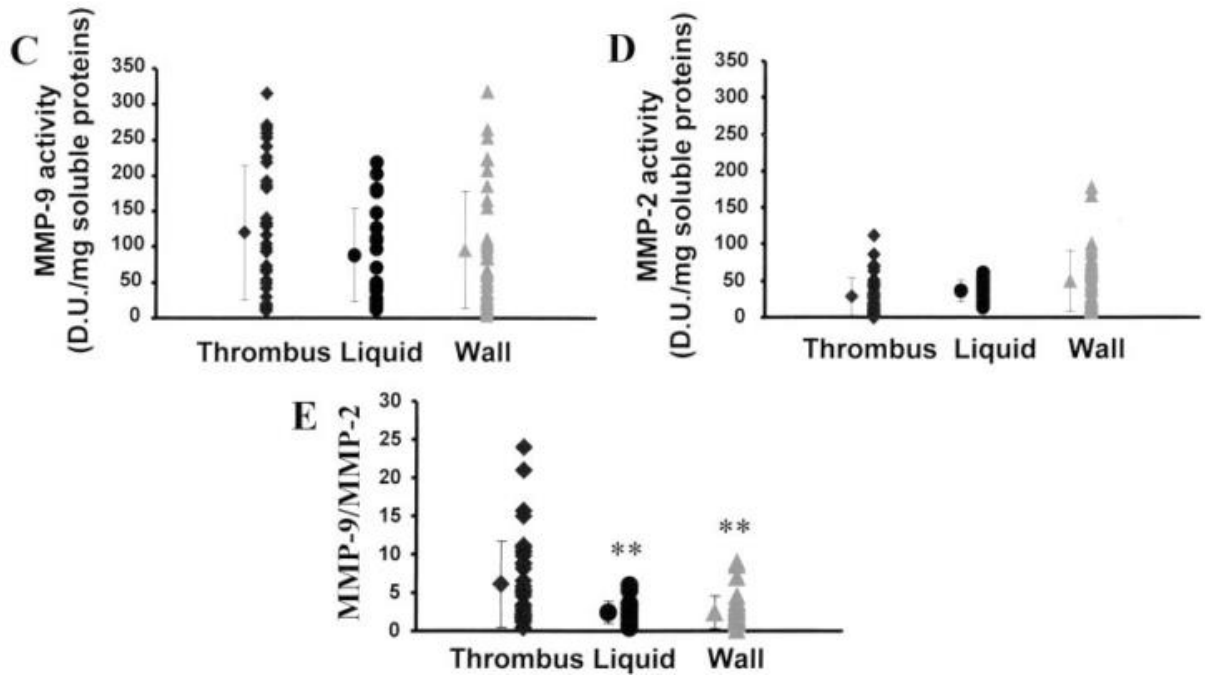 C
MMP-9 activity
(D.U./mg soluble proteins)
350
300
250
200
150
100
50
0
Thrombus Liquid Wall
D
MMP-2 activity
(D.U./mg soluble proteins)
350
300
250
200
150
100
50
0
Thrombus Liquid Wall
E
MMP-9/MMP-2
30
25
20
15
10
5
0
**
**
Thrombus Liquid Wall